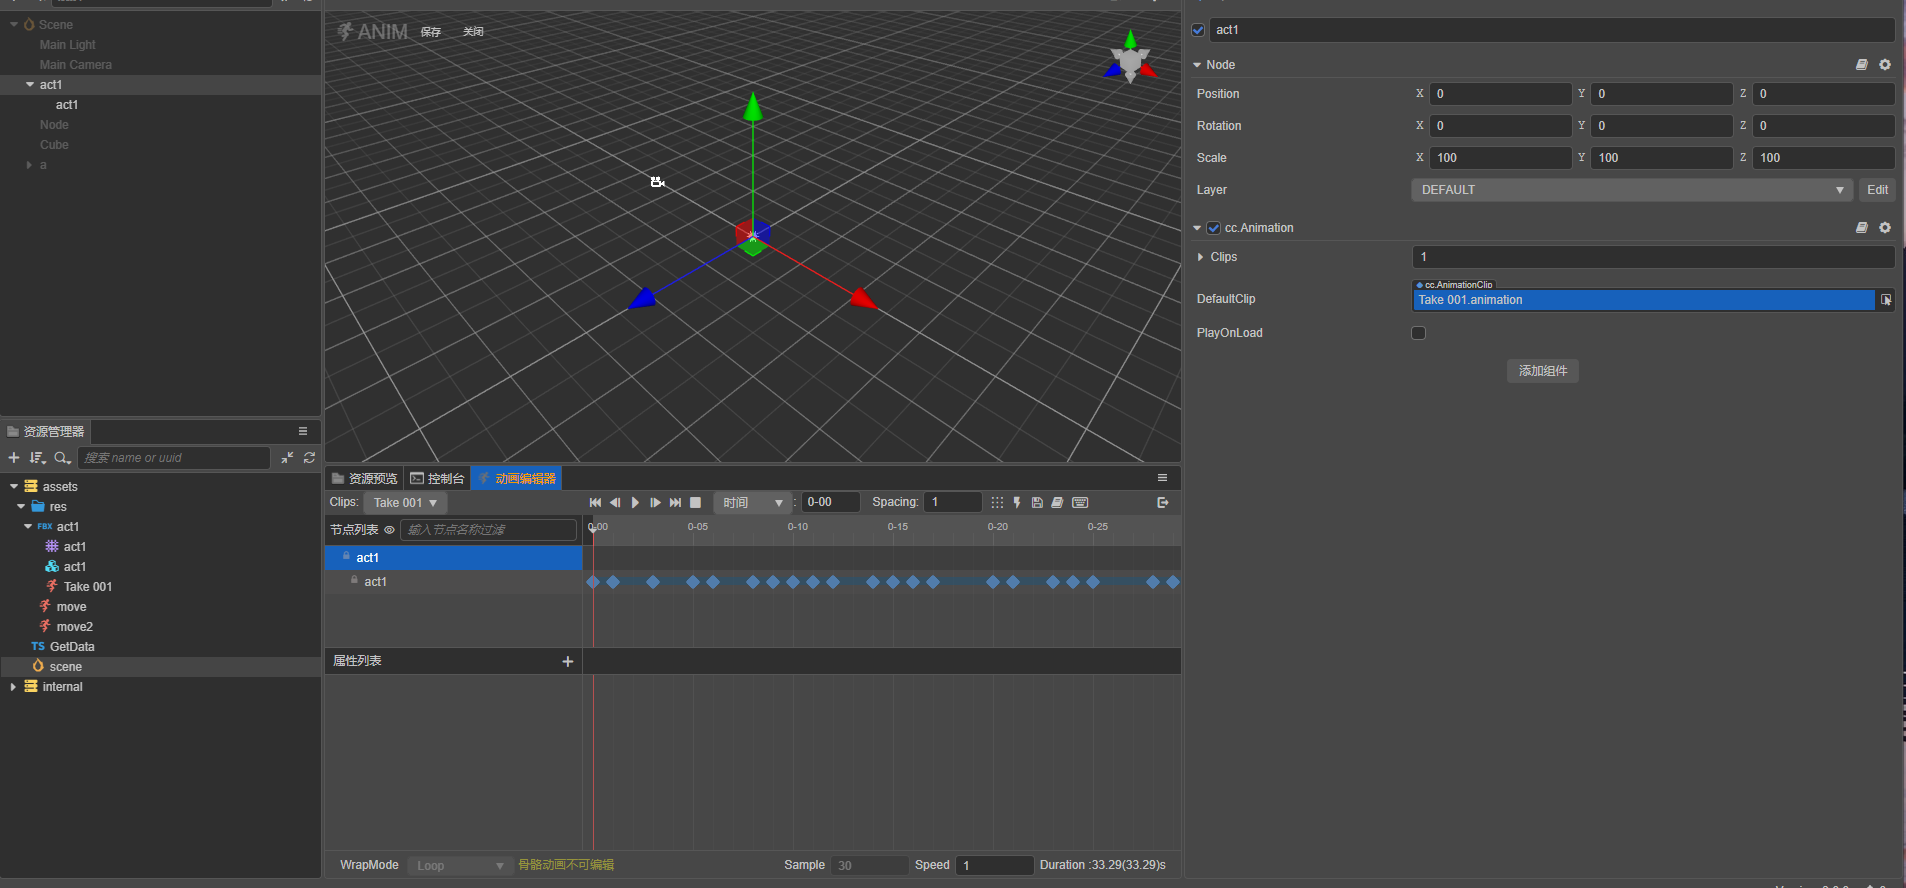 Scene
Main Light
Main Camera
act1
act1
Node
Cube
a
资源管理器
搜索 name or uuid
assets
res
FBX act1
act1
act1
Take 001
move
move2
TS GetData
scene
internal
ANIM 保存 关闭
资源预览 控制台 动画编辑器
Clips: Take 001 时间 : 0-00 Spacing: 1
节点列表 输入节点名称过滤 0-00 0-05 0-10 0-15 0-20 0-25
act1
act1
属性列表
WrapMode Loop 骨骼动画不可编辑 Sample 30 Speed 1 Duration :33.29(33.29)s
act1
Node
Position X 0 Y 0 Z 0
Rotation X 0 Y 0 Z 0
Scale X 100 Y 100 Z 100
Layer DEFAULT Edit
cc.Animation
Clips 1
cc.AnimationClip
DefaultClip Take 001.animation
PlayOnLoad
添加组件